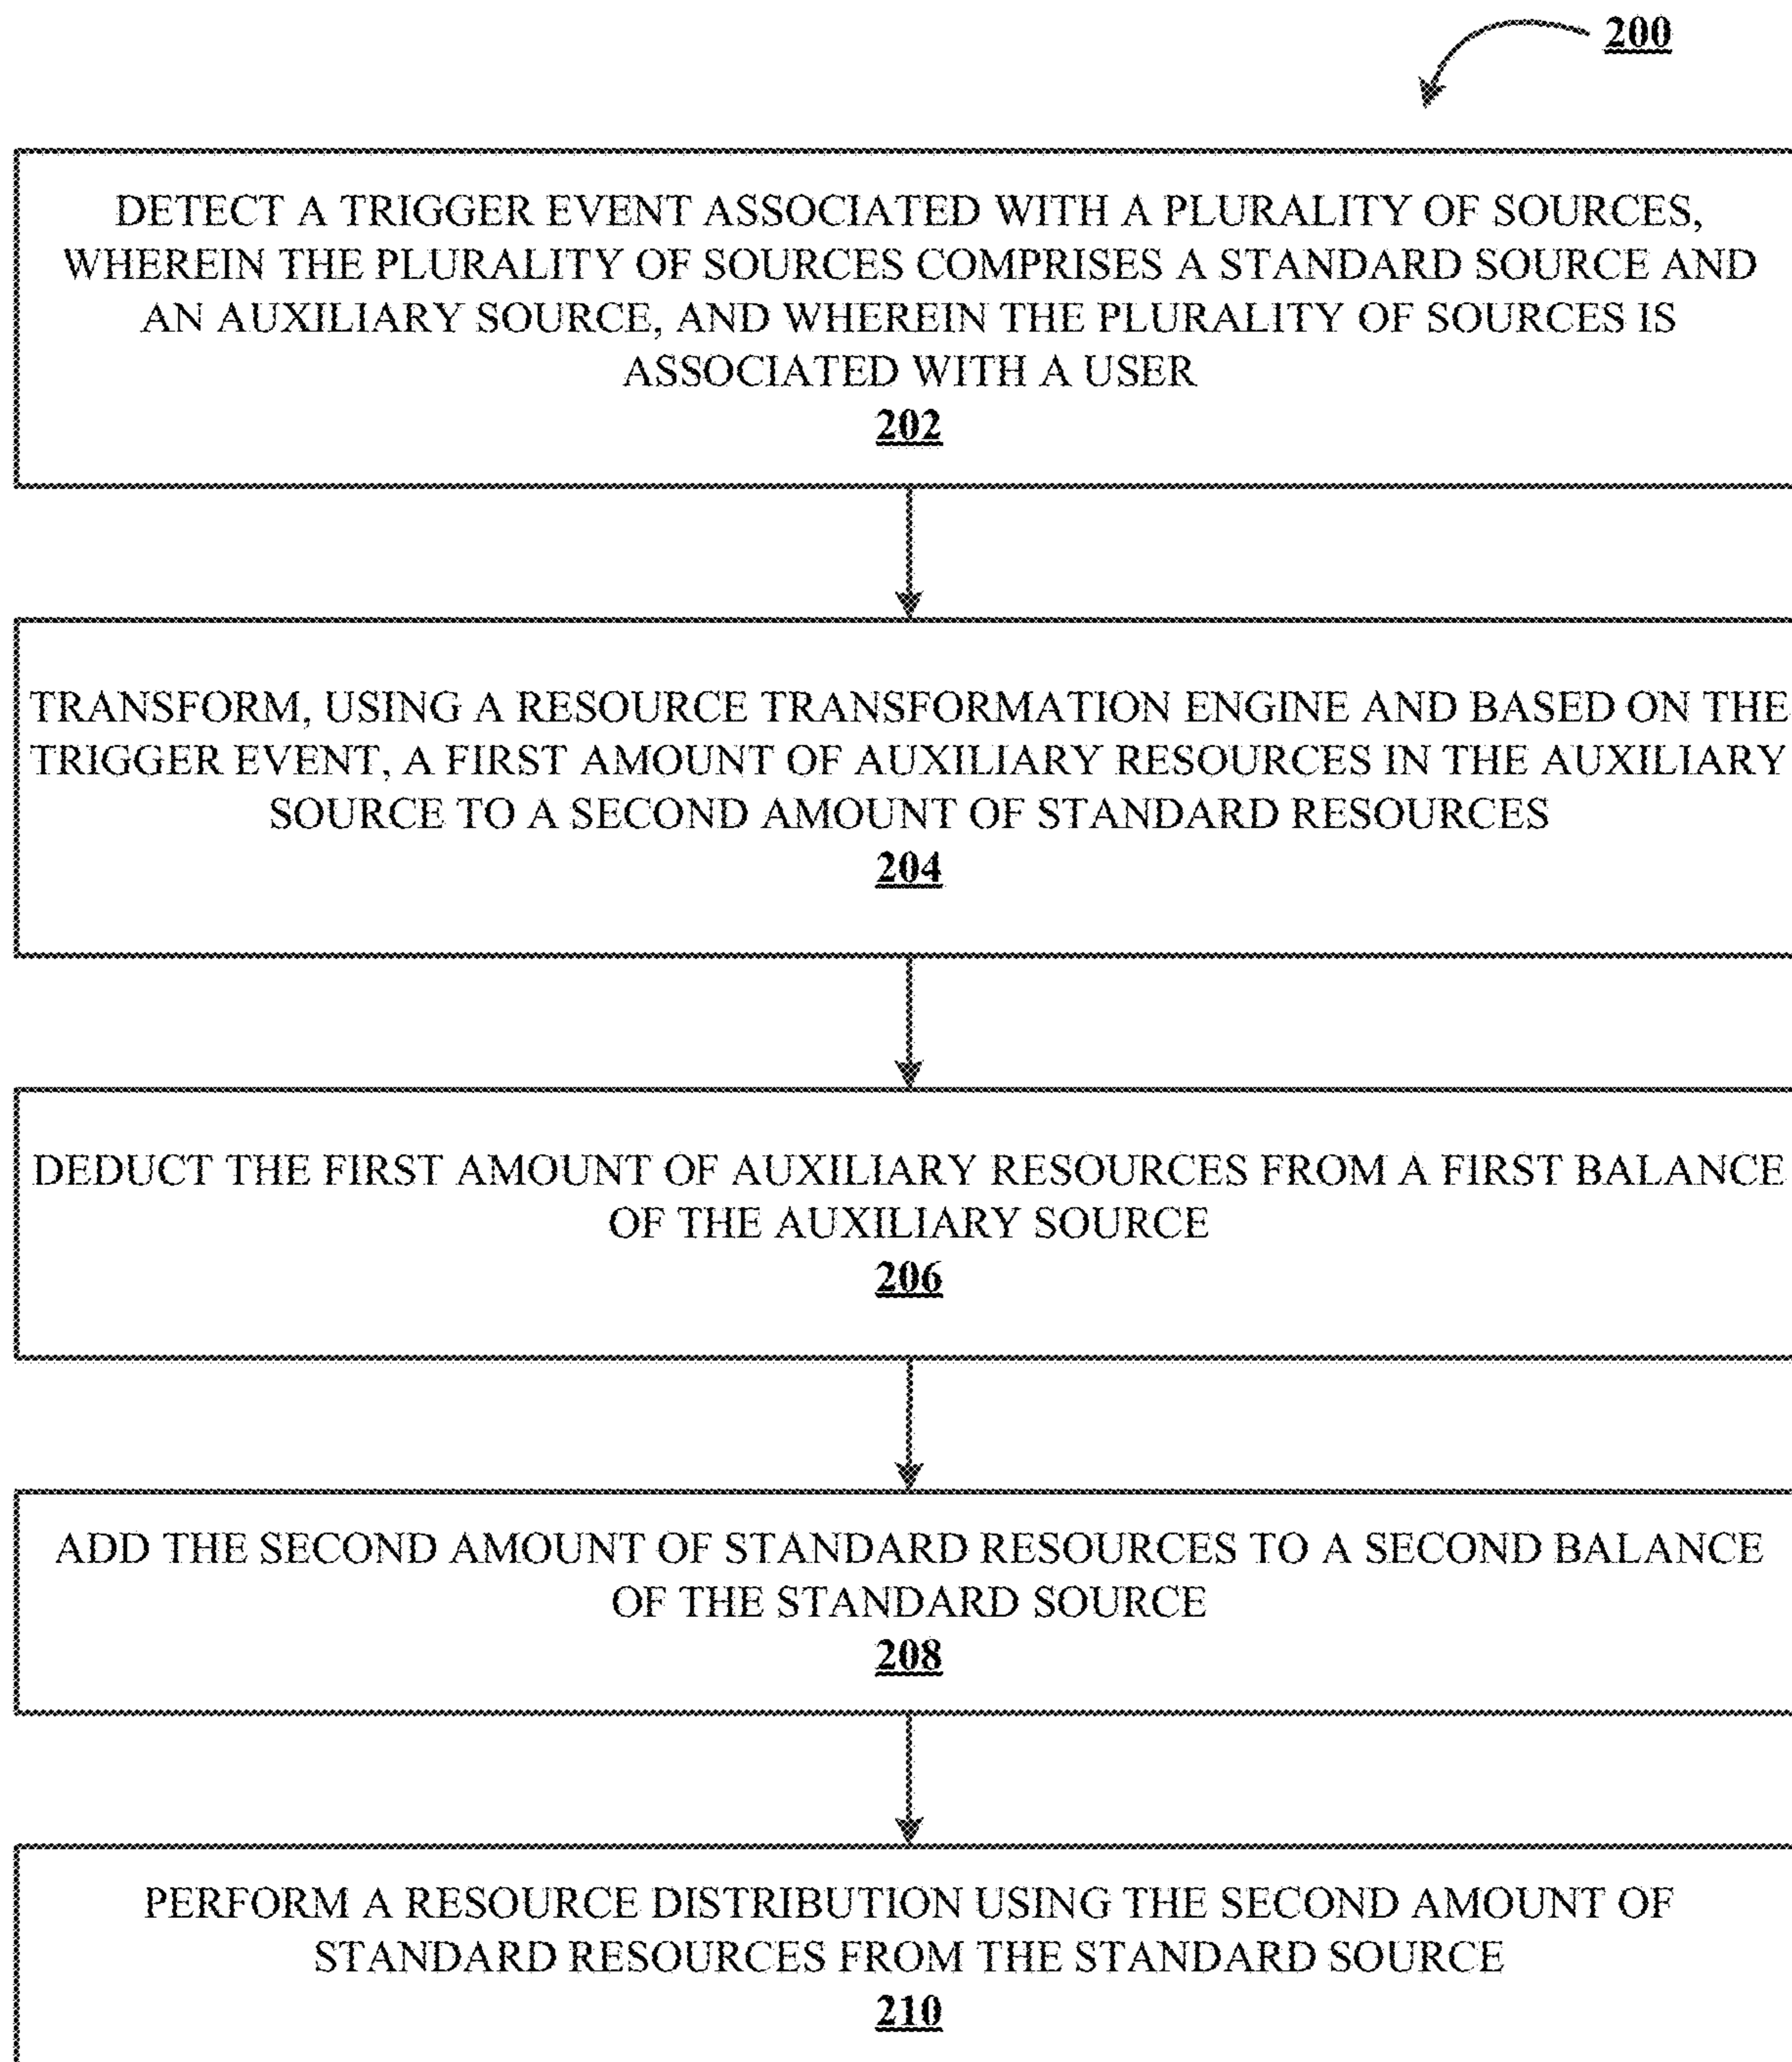 200
DETECT A TRIGGER EVENT ASSOCIATED WITH A PLURALITY OF SOURCES,
WHEREIN THE PLURALITY OF SOURCES COMPRISES A STANDARD SOURCE AND
AN AUXILIARY SOURCE, AND WHEREIN THE PLURALITY OF SOURCES IS
ASSOCIATED WITH A USER
202
TRANSFORM, USING A RESOURCE TRANSFORMATION ENGINE AND BASED ON THE
TRIGGER EVENT, A FIRST AMOUNT OF AUXILIARY RESOURCES IN THE AUXILIARY
SOURCE TO A SECOND AMOUNT OF STANDARD RESOURCES
204
DEDUCT THE FIRST AMOUNT OF AUXILIARY RESOURCES FROM A FIRST BALANCE
OF THE AUXILIARY SOURCE
206
ADD THE SECOND AMOUNT OF STANDARD RESOURCES TO A SECOND BALANCE
OF THE STANDARD SOURCE
208
PERFORM A RESOURCE DISTRIBUTION USING THE SECOND AMOUNT OF
STANDARD RESOURCES FROM THE STANDARD SOURCE
210